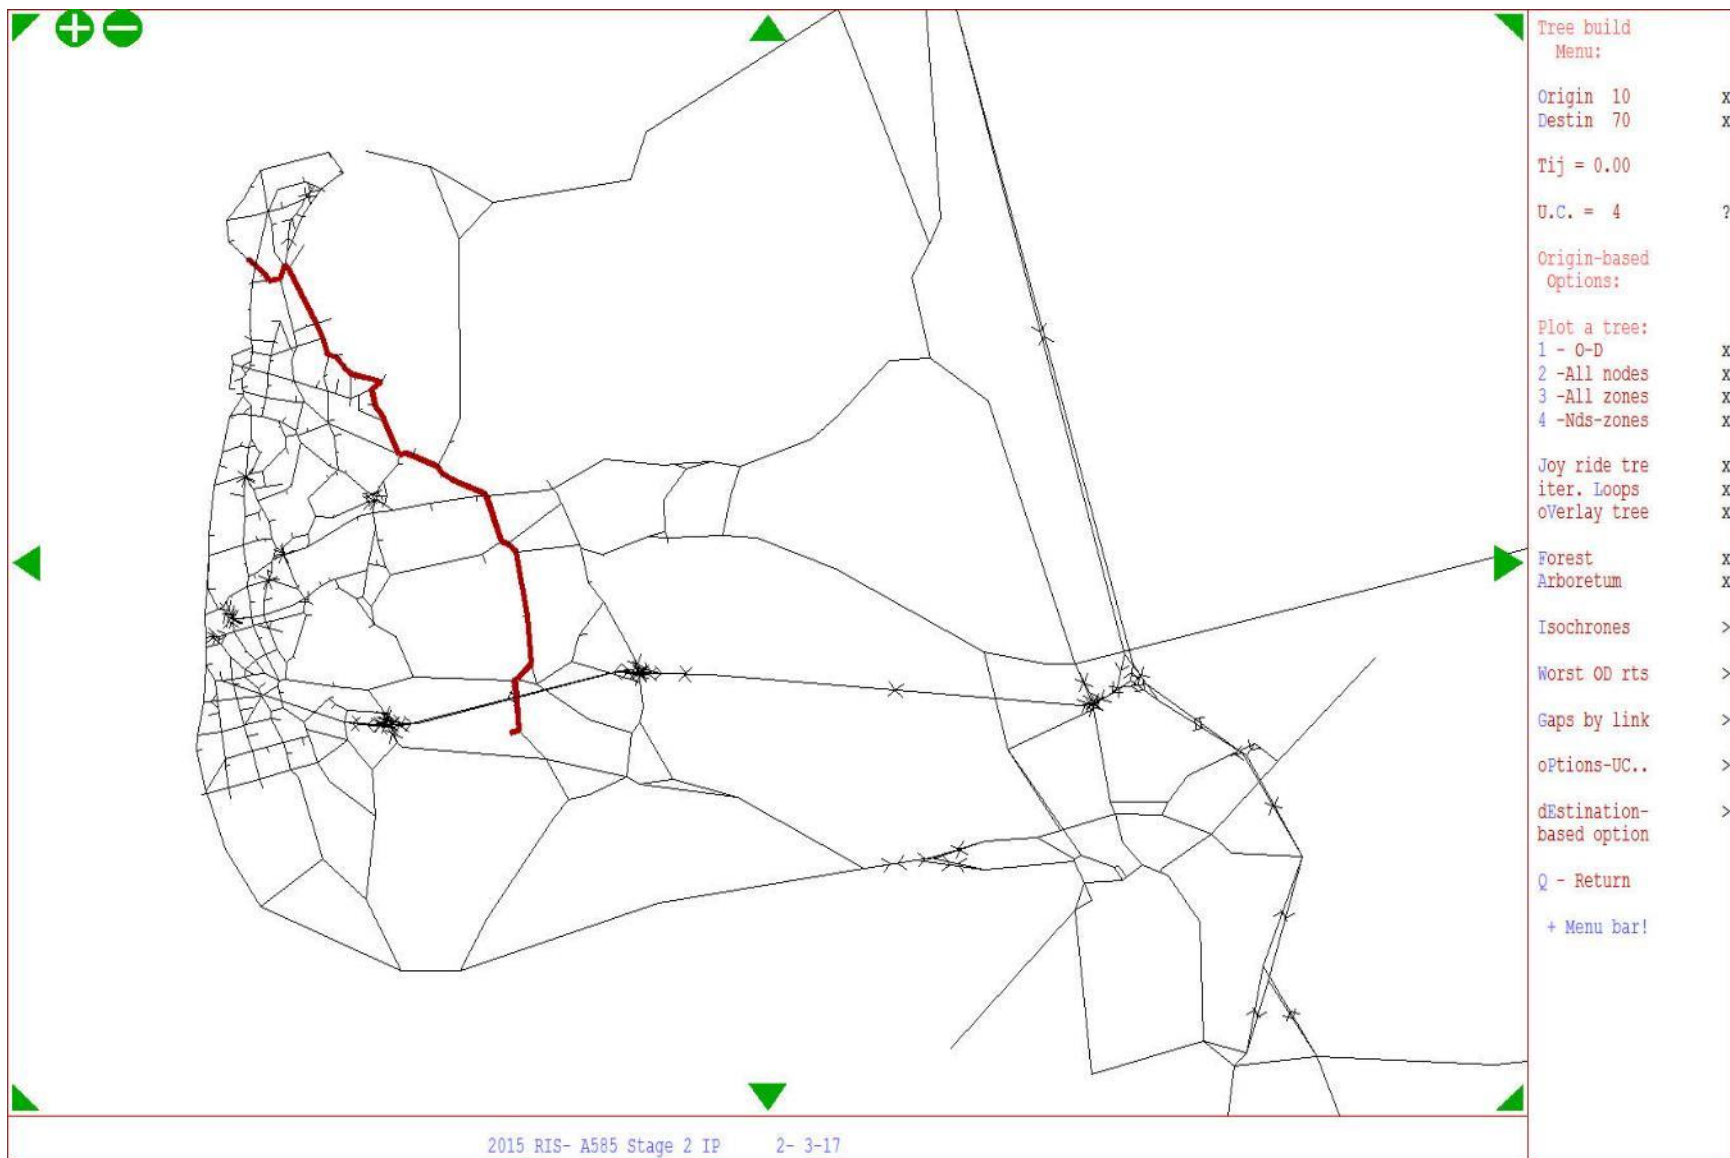 Tree build
Menu:
Origin 10 x
Destin 70 x
Tij = 0.00
U.C. = 4 ?
Origin-based
Options:
Plot a tree:
1 - O-D x
2 -All nodes x
3 -All zones x
4 -Nds-zones x
Joy ride tre x
iter. Loops x
oVerlay tree x
Forest x
Arboretum x
Isochrones >
Worst OD rts >
Gaps by link >
oPtions-UC.. >
dEstination- >
based option
Q - Return
+ Menu bar!
2015 RIS- A585 Stage 2 IP 2- 3-17